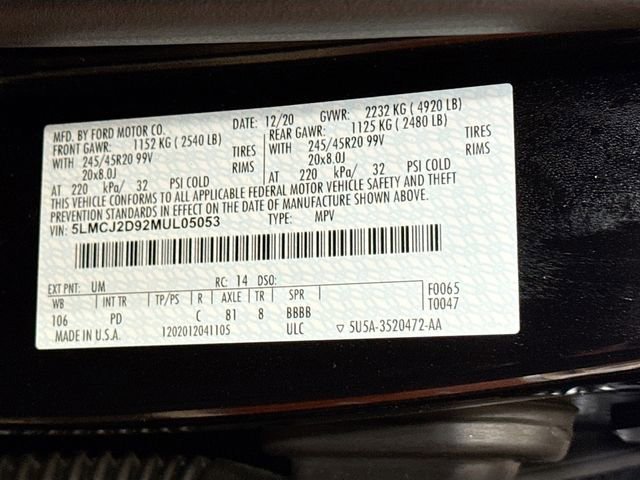 MFD. BY FORD MOTOR CO. DATE: 12/20 GVWR: 2232 KG ( 4920 LB)
FRONT GAWR: 1152 KG ( 2540 LB) REAR GAWR: 1125 KG ( 2480 LB)
WITH 245/45R20 99V TIRES WITH 245/45R20 99V TIRES
20x8.0J RIMS 20x8.0J RIMS
AT 220 kPa/ 32 PSI COLD AT 220 kPa/ 32 PSI COLD
THIS VEHICLE CONFORMS TO ALL APPLICABLE FEDERAL MOTOR VEHICLE SAFETY AND THEFT
PREVENTION STANDARDS IN EFFECT ON THE DATE OF MANUFACTURE SHOWN ABOVE.
VIN: 5LMCJ2D92MUL05053 TYPE: MPV
EXT PNT: UM RC: 14 DSO: F0065
WB INT TR TP/PS R AXLE TR SPR T0047
106 PD C 81 8 BBBB
MADE IN U.S.A. 1202012041105 ULC ▽ 5U5A-3520472-AA